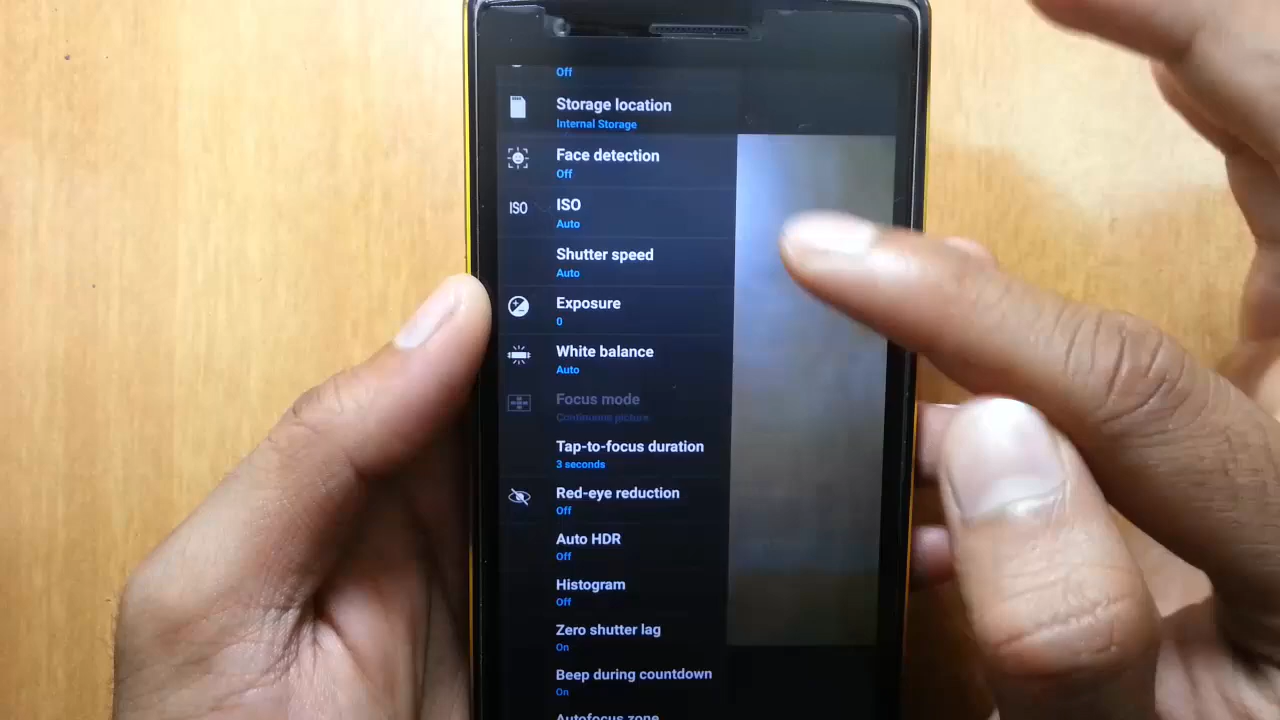 Off
Storage location
Internal Storage
Face detection
Off
ISO
ISO
Auto
Shutter speed
Auto
Exposure
0
White balance
Auto
Focus mode
Continuous picture
Tap-to-focus duration
3 seconds
Red-eye reduction
Off
Auto HDR
Off
Histogram
Off
Zero shutter lag
On
Beep during countdown
On
Autofocus zone